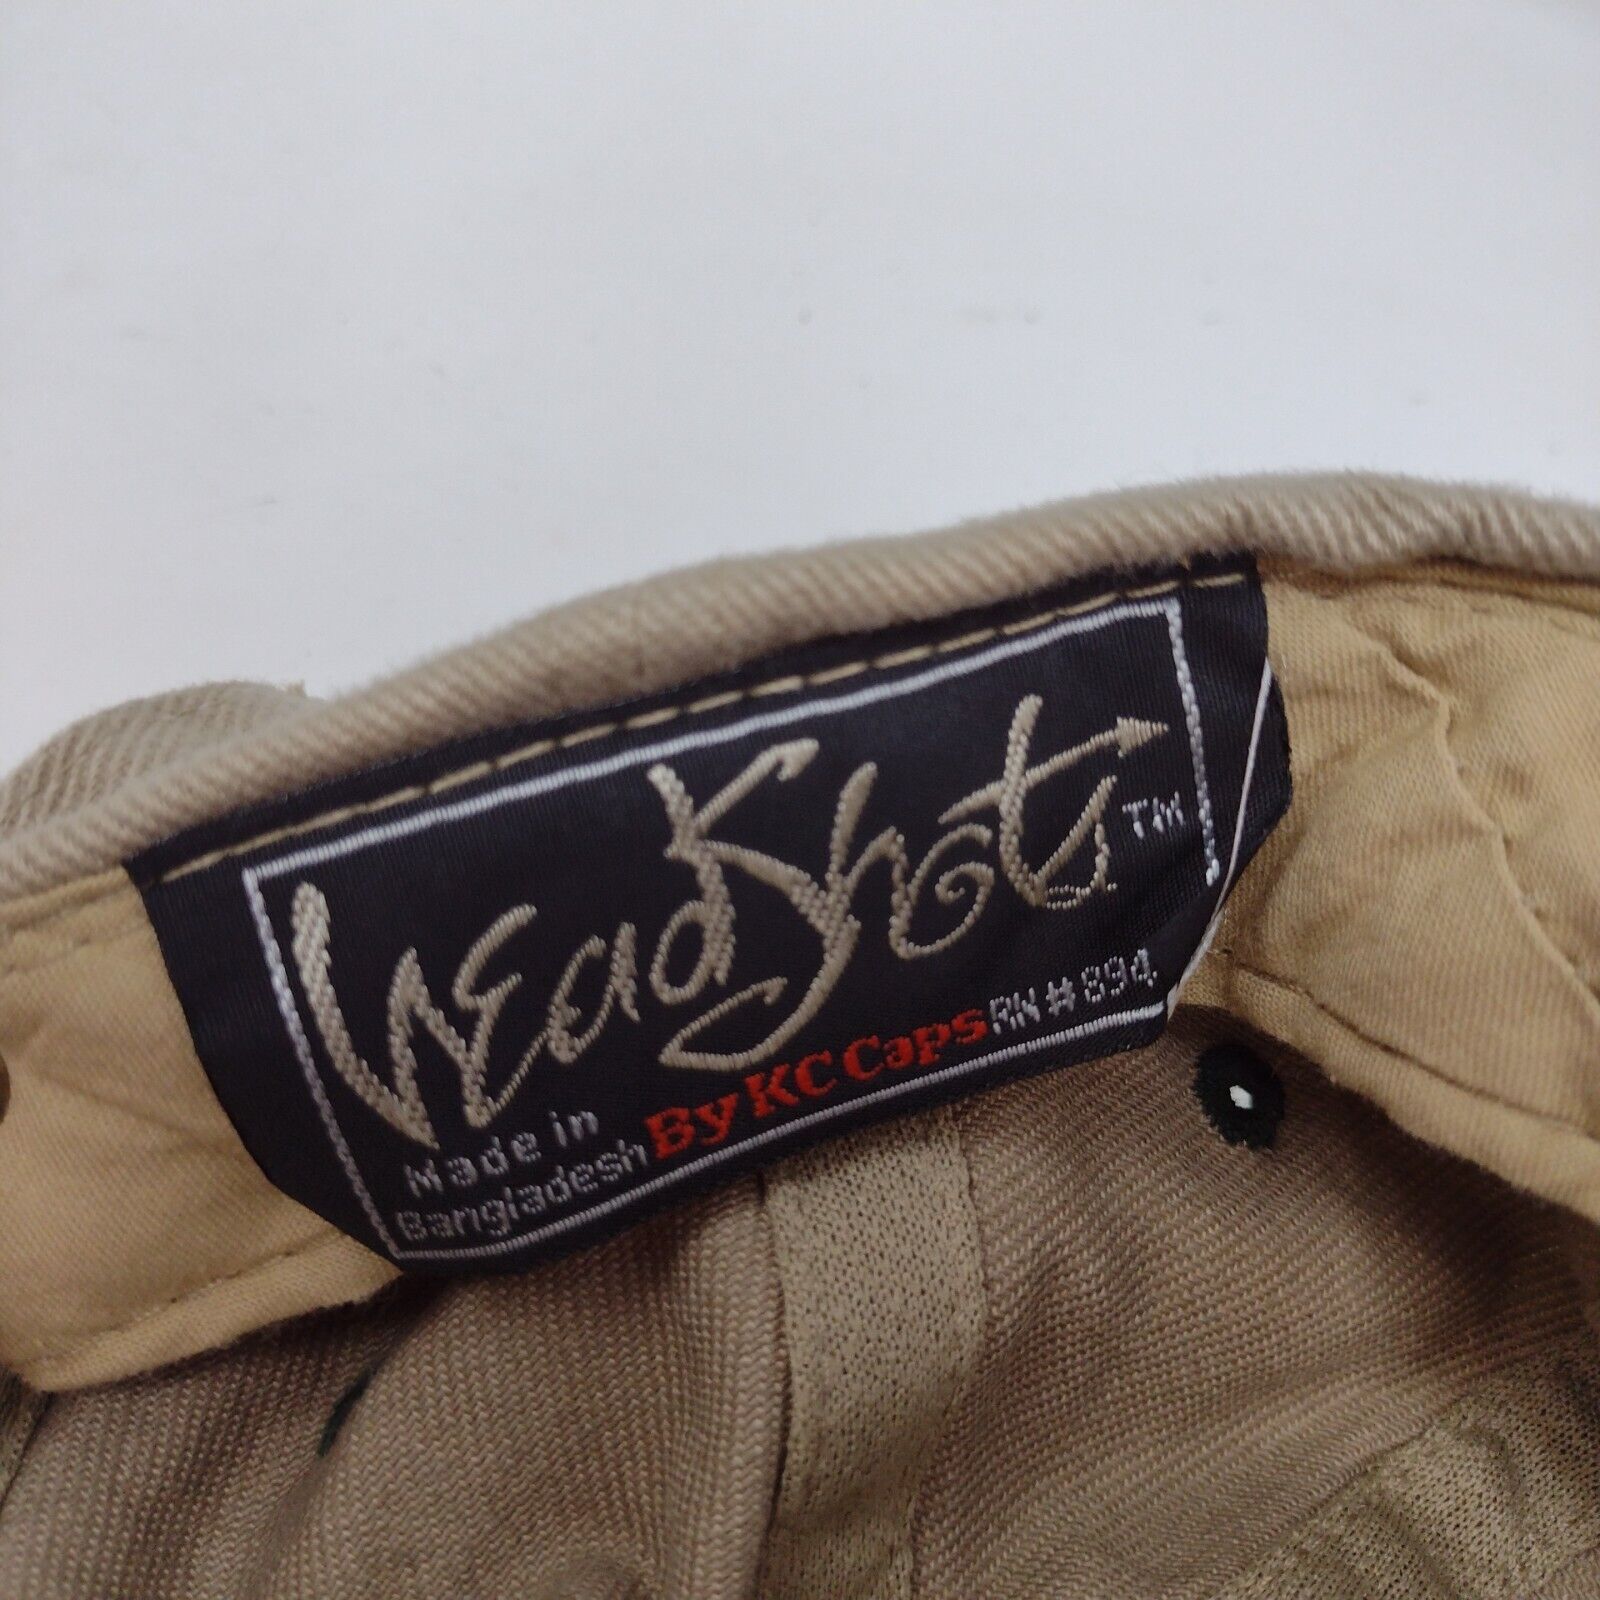 HeadShots TM
Made in
Bangladesh By KC Caps RN # 894